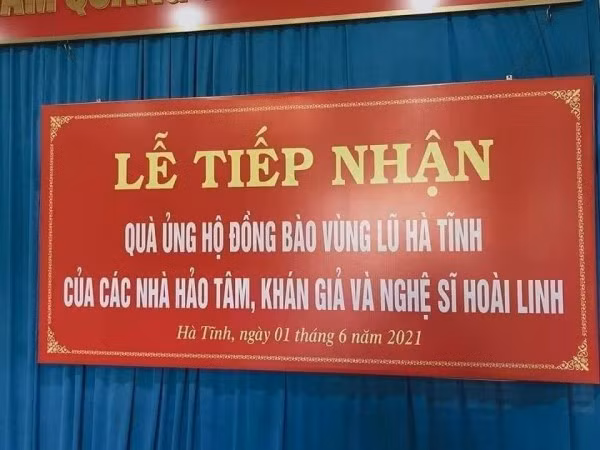 LỄ TIẾP NHẬN
QUÀ ỦNG HỘ ĐỒNG BÀO VÙNG LŨ HÀ TĨNH
CỦA CÁC NHÀ HẢO TÂM, KHÁN GIẢ VÀ NGHỆ SĨ HOÀI LINH
Hà Tĩnh, ngày 01 tháng 6 năm 2021